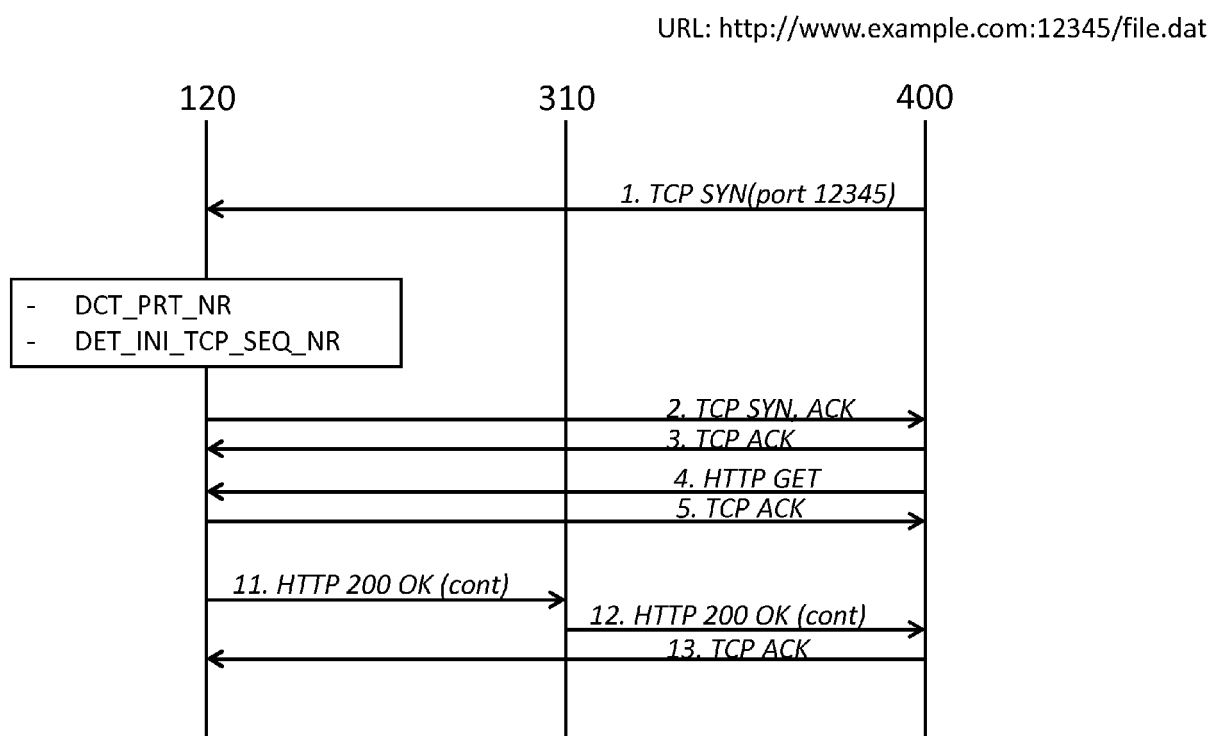 URL: http://www.example.com:12345/file.dat
120 310 400
1. TCP SYN(port 12345)
- DCT_PRT_NR
- DET_INI_TCP_SEQ_NR
2. TCP SYN, ACK
3. TCP ACK
4. HTTP GET
5. TCP ACK
11. HTTP 200 OK (cont)
12. HTTP 200 OK (cont)
13. TCP ACK